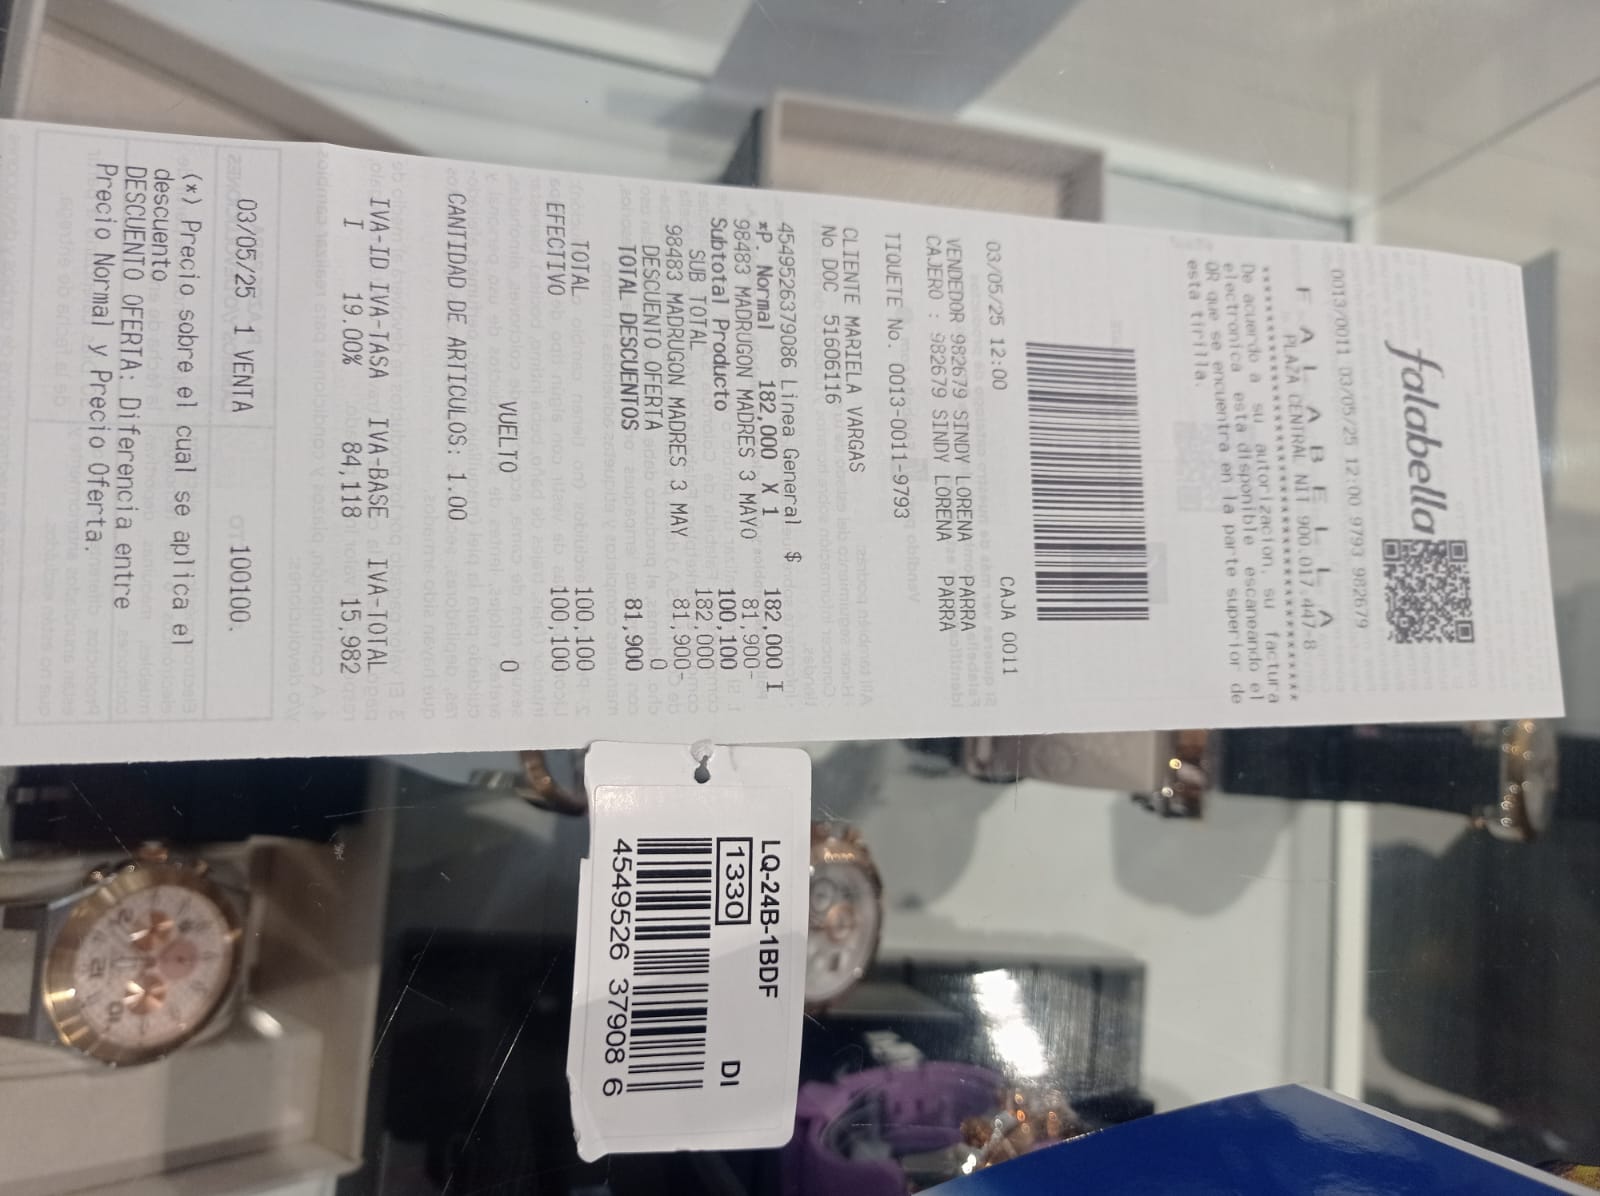 falabella
0013/0011 03/05/25 12:00 9793 982679
F A L A B E L L A
PLAZA CENTRAL NIT 900.017.447-8
****************************************
De acuerdo a su autorizacion, su factura
electronica esta disponible escaneando el
QR que se encuentra en la parte superior de
esta tirilla.
CAJA 0011
03/05/25 12:00
VENDEDOR 982679 SINDY LORENA PARRA
CAJERO : 982679 SINDY LORENA PARRA
TIQUETE No. 0013-0011-9793
CLIENTE MARIELA VARGAS
No DOC 51606116
4549526379086 Linea General $ 182,000 I
*P. Normal 182,000 X 1
98483 MADRUGON MADRES 3 MAYO 81,900-
Subtotal Producto 100,100
SUB TOTAL 182,000
98483 MADRUGON MADRES 3 MAY 81,900-
DESCUENTO OFERTA 0
TOTAL DESCUENTOS 81,900
TOTAL 100,100
EFECTIVO 100,100
VUELTO 0
CANTIDAD DE ARTICULOS: 1.00
IVA-ID IVA-TASA IVA-BASE IVA-TOTAL
I 19.00% 84,118 15,982
03/05/25 1 VENTA 100100.
(*) Precio sobre el cual se aplica el
descuento
DESCUENTO OFERTA: Diferencia entre
Precio Normal y Precio Oferta.
LQ-24B-1BDF
1330 DI
4549526 37908 6